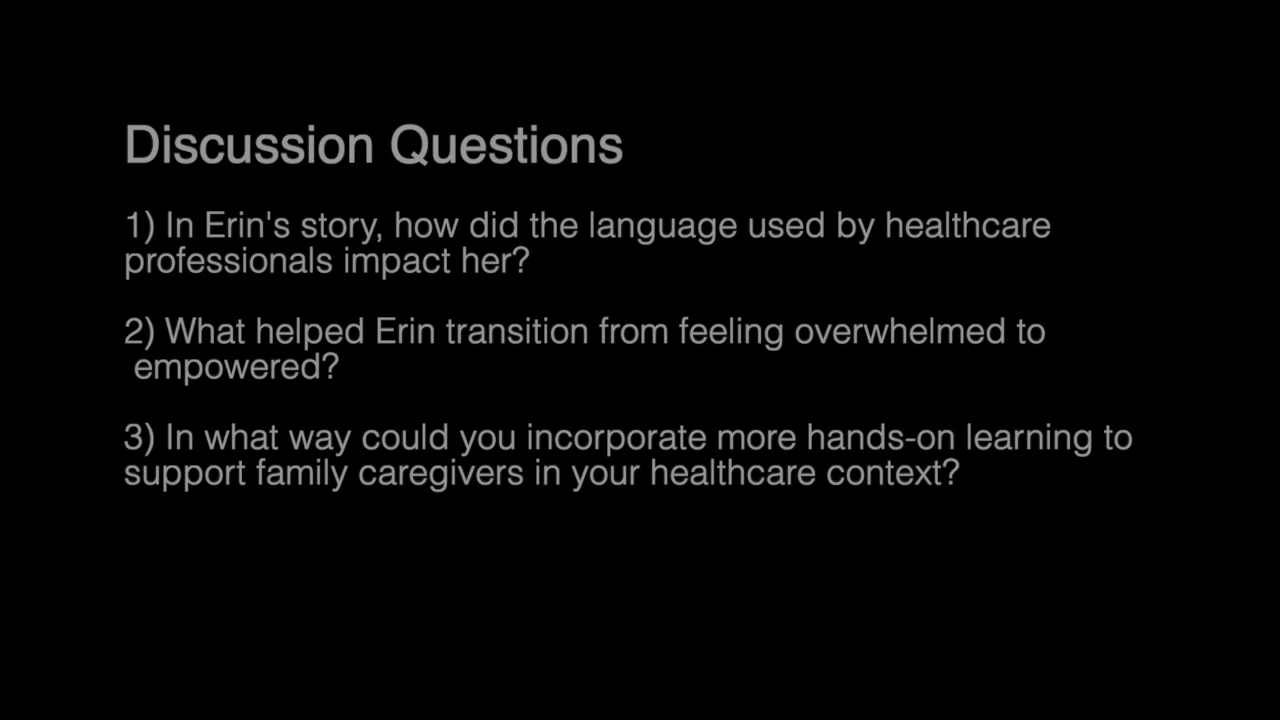 Discussion Questions
1) In Erin's story, how did the language used by healthcare
professionals impact her?
2) What helped Erin transition from feeling overwhelmed to
empowered?
3) In what way could you incorporate more hands-on learning to
support family caregivers in your healthcare context?